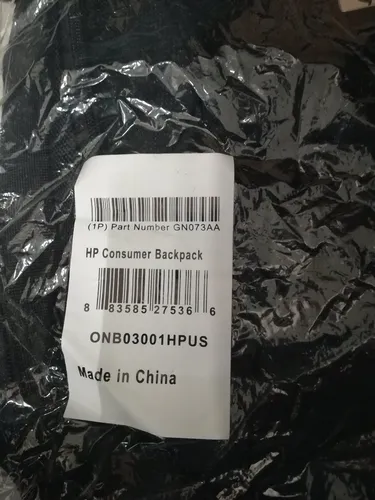 (1P) Part Number GN073AA
HP Consumer Backpack
8 83585 27536 6
ONB03001HPUS
Made in China